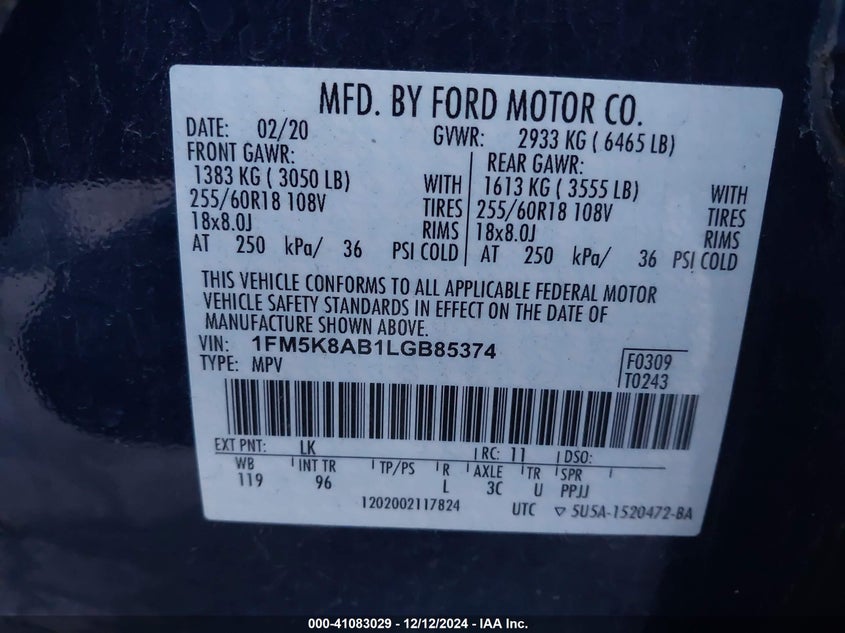 MFD. BY FORD MOTOR CO.
DATE: 02/20 GVWR: 2933 KG ( 6465 LB)
FRONT GAWR: REAR GAWR:
1383 KG ( 3050 LB) WITH 1613 KG ( 3555 LB) WITH
255/60R18 108V TIRES 255/60R18 108V TIRES
18x8.0J RIMS 18x8.0J RIMS
AT 250 kPa/ 36 PSI COLD AT 250 kPa/ 36 PSI COLD
THIS VEHICLE CONFORMS TO ALL APPLICABLE FEDERAL MOTOR
VEHICLE SAFETY STANDARDS IN EFFECT ON THE DATE OF
MANUFACTURE SHOWN ABOVE.
VIN: 1FM5K8AB1LGB85374
TYPE: MPV F0309
T0243
EXT PNT: LK RC: 11 DSO:
WB INT TR TP/PS R AXLE TR SPR
119 96 L 3C U PPJJ
1202002117824 UTC ▽ 5U5A-1520472-BA
000-41083029 - 12/12/2024 - IAA Inc.